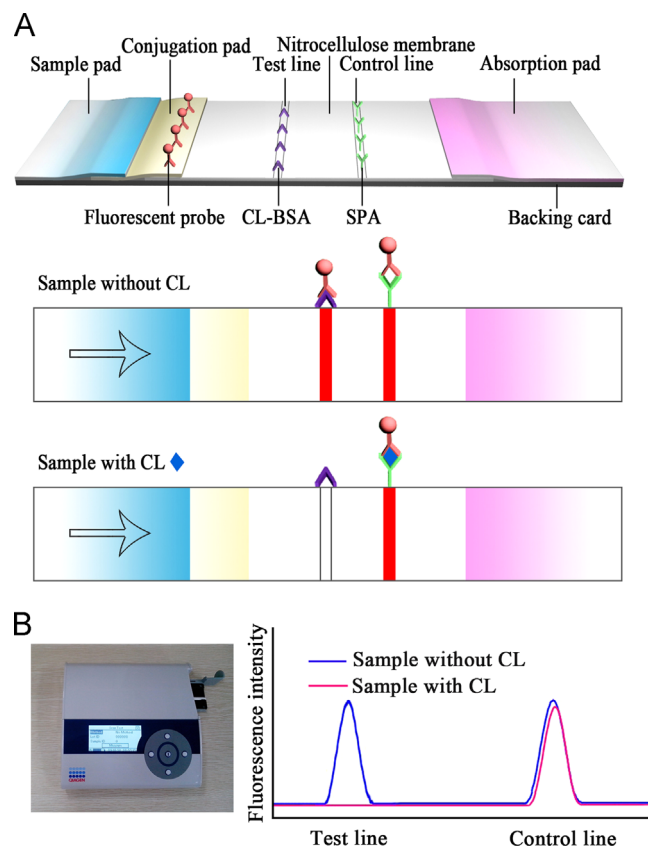 A
Sample pad
Conjugation pad
Nitrocellulose membrane
Test line
Control line
Absorption pad
Fluorescent probe
CL-BSA
SPA
Backing card
Sample without CL
Sample with CL
B
Fluorescence intensity
Sample without CL
Sample with CL
Test line
Control line